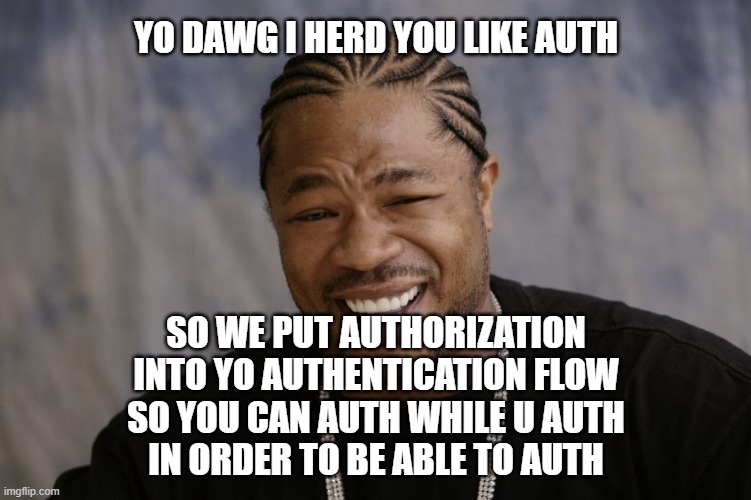 YO DAWG I HERD YOU LIKE AUTH
SO WE PUT AUTHORIZATION
INTO YO AUTHENTICATION FLOW
SO YOU CAN AUTH WHILE U AUTH
IN ORDER TO BE ABLE TO AUTH
imgflip.com